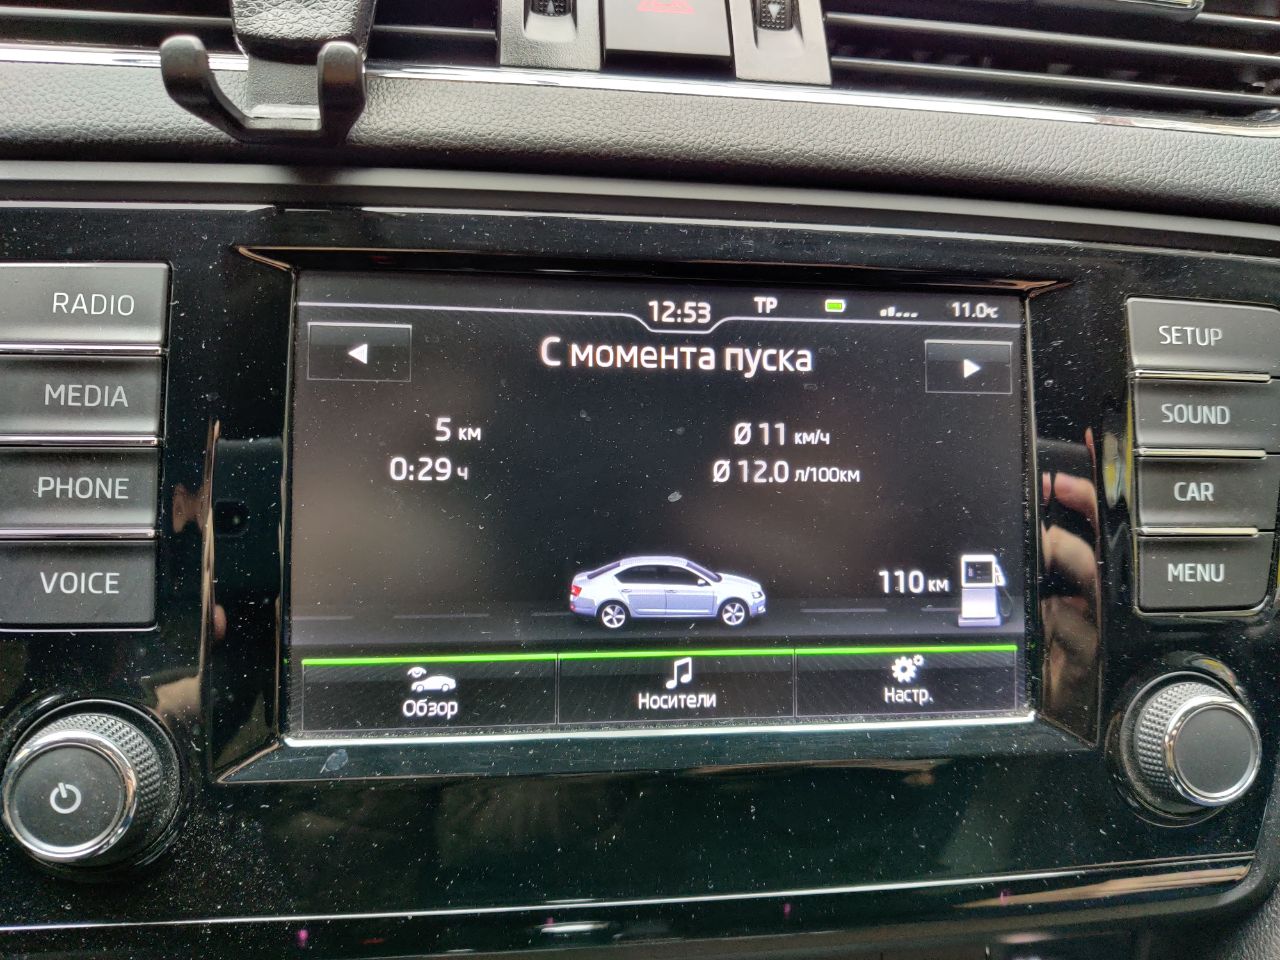 RADIO
MEDIA
PHONE
VOICE
12:53 TP 11.0°C
С момента пуска
5 км Ø 11 км/ч
0:29 ч Ø 12.0 л/100км
110 км
Обзор Носители Настр.
SETUP
SOUND
CAR
MENU